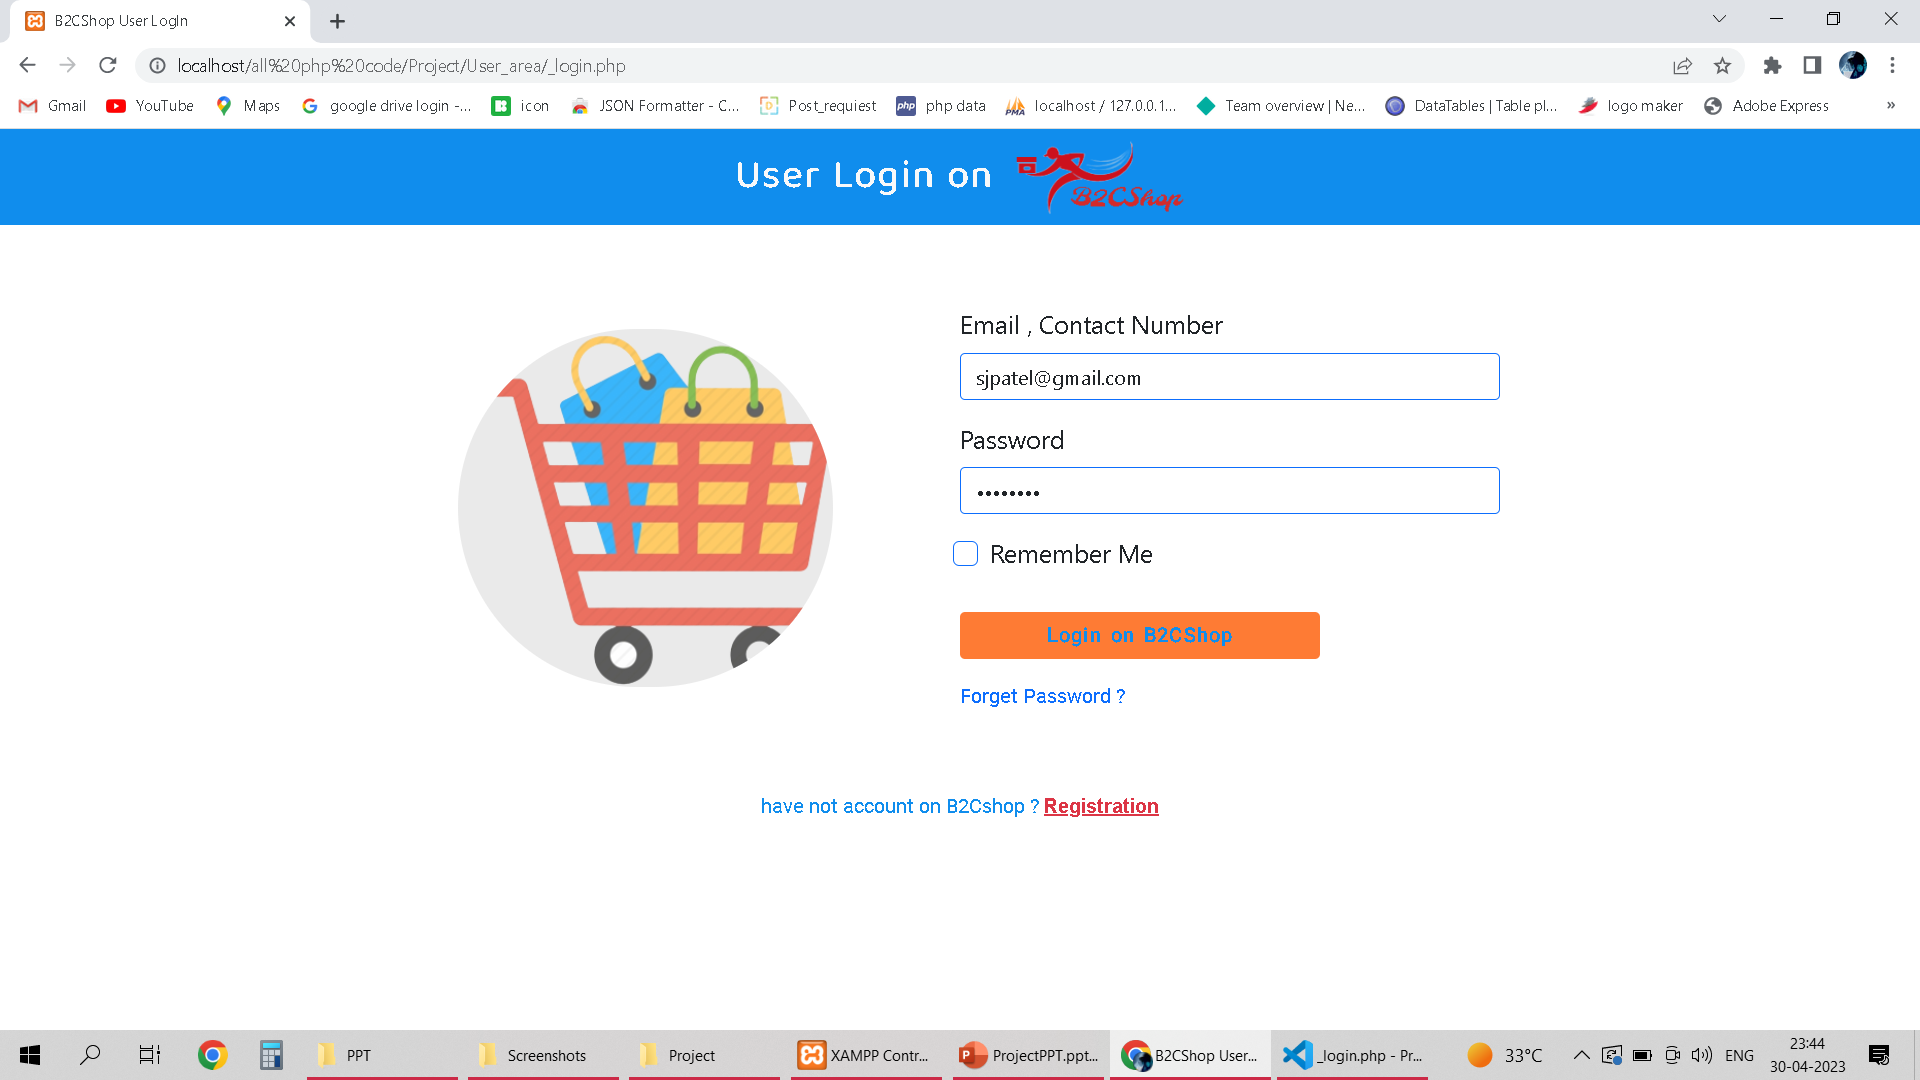 B2CShop User LogIn
localhost/all%20php%20code/Project/User_area/_login.php
Gmail YouTube Maps google drive login -... icon JSON Formatter - C... Post_requiest php php data PMA localhost / 127.0.0.1... Team overview | Ne... DataTables | Table pl... logo maker Adobe Express »
User Login on B2CShop
Email , Contact Number
sjpatel@gmail.com
Password
••••••••
Remember Me
Login on B2CShop
Forget Password ?
have not account on B2Cshop ? Registration
PPT Screenshots Project XAMPP Contr... ProjectPPT.ppt... B2CShop User... _login.php - Pr... 33°C ENG
23:44
30-04-2023